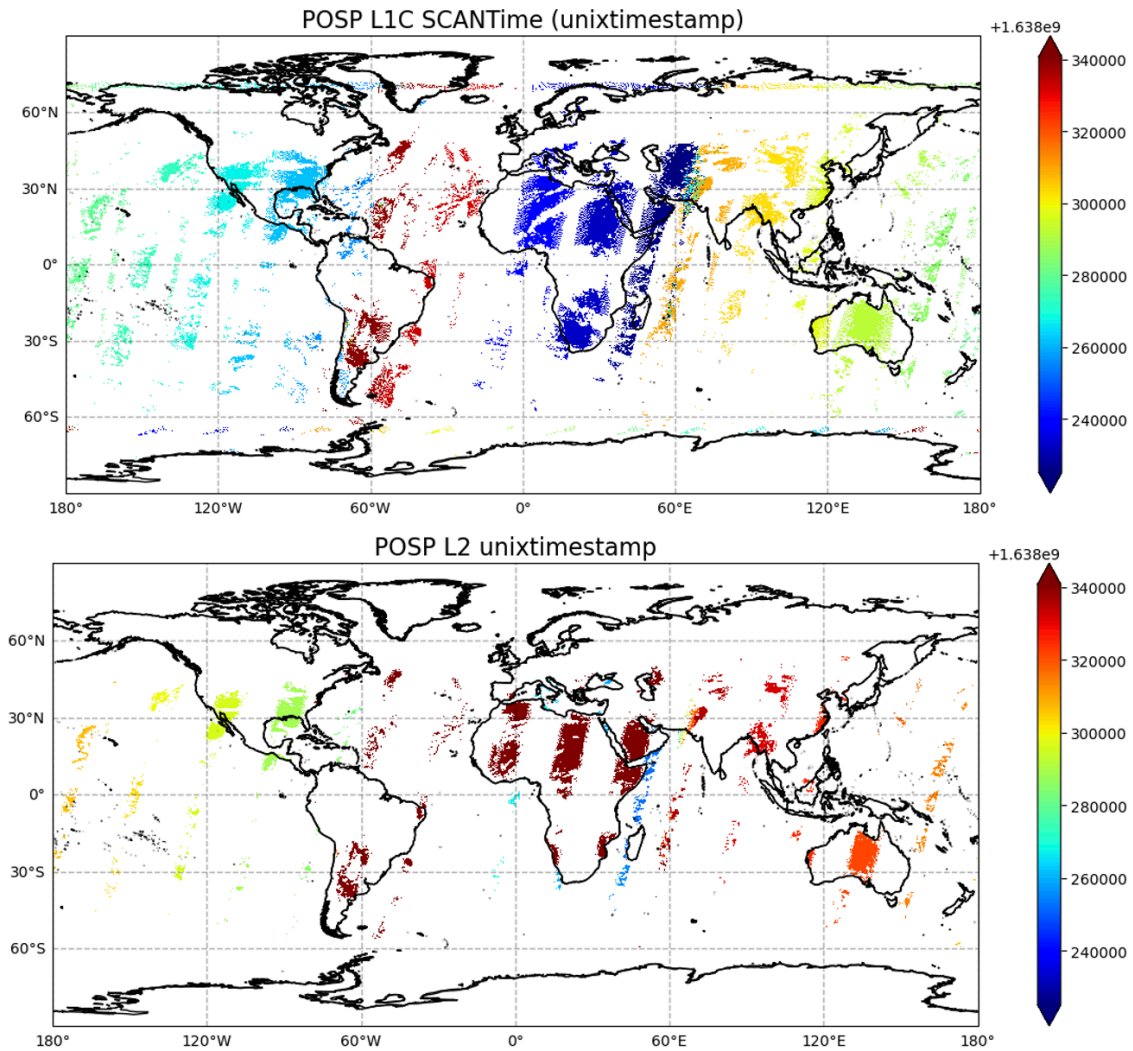 POSP L1C SCANTime (unixtimestamp)
+1.638e9
340000
320000
300000
280000
260000
240000
60°N
30°N
0°
30°S
60°S
180° 120°W 60°W 0° 60°E 120°E 180°
POSP L2 unixtimestamp
+1.638e9
340000
320000
300000
280000
260000
240000
60°N
30°N
0°
30°S
60°S
180° 120°W 60°W 0° 60°E 120°E 180°